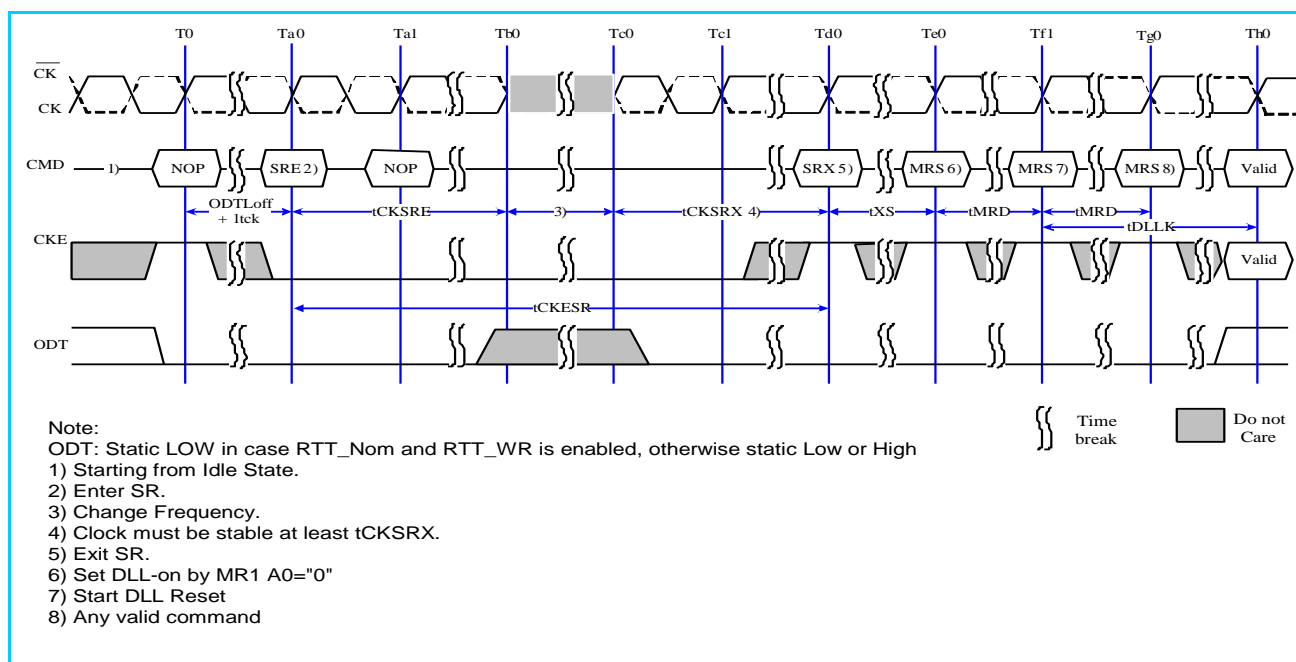 T0 Ta0 Ta1 Tb0 Tc0 Tc1 Td0 Te0 Tf1 Tg0 Th0
CK
CK
CMD 1) NOP SRE 2) NOP SRX 5) MRS 6) MRS 7) MRS 8) Valid
ODTLoff
+ 1tck
tCKSRE 3) tCKSRX 4) tXS tMRD tMRD
tDLLK
CKE Valid
tCKESR
ODT
Time
break
Do not
Care
Note:
ODT: Static LOW in case RTT_Nom and RTT_WR is enabled, otherwise static Low or High
1) Starting from Idle State.
2) Enter SR.
3) Change Frequency.
4) Clock must be stable at least tCKSRX.
5) Exit SR.
6) Set DLL-on by MR1 A0="0"
7) Start DLL Reset
8) Any valid command